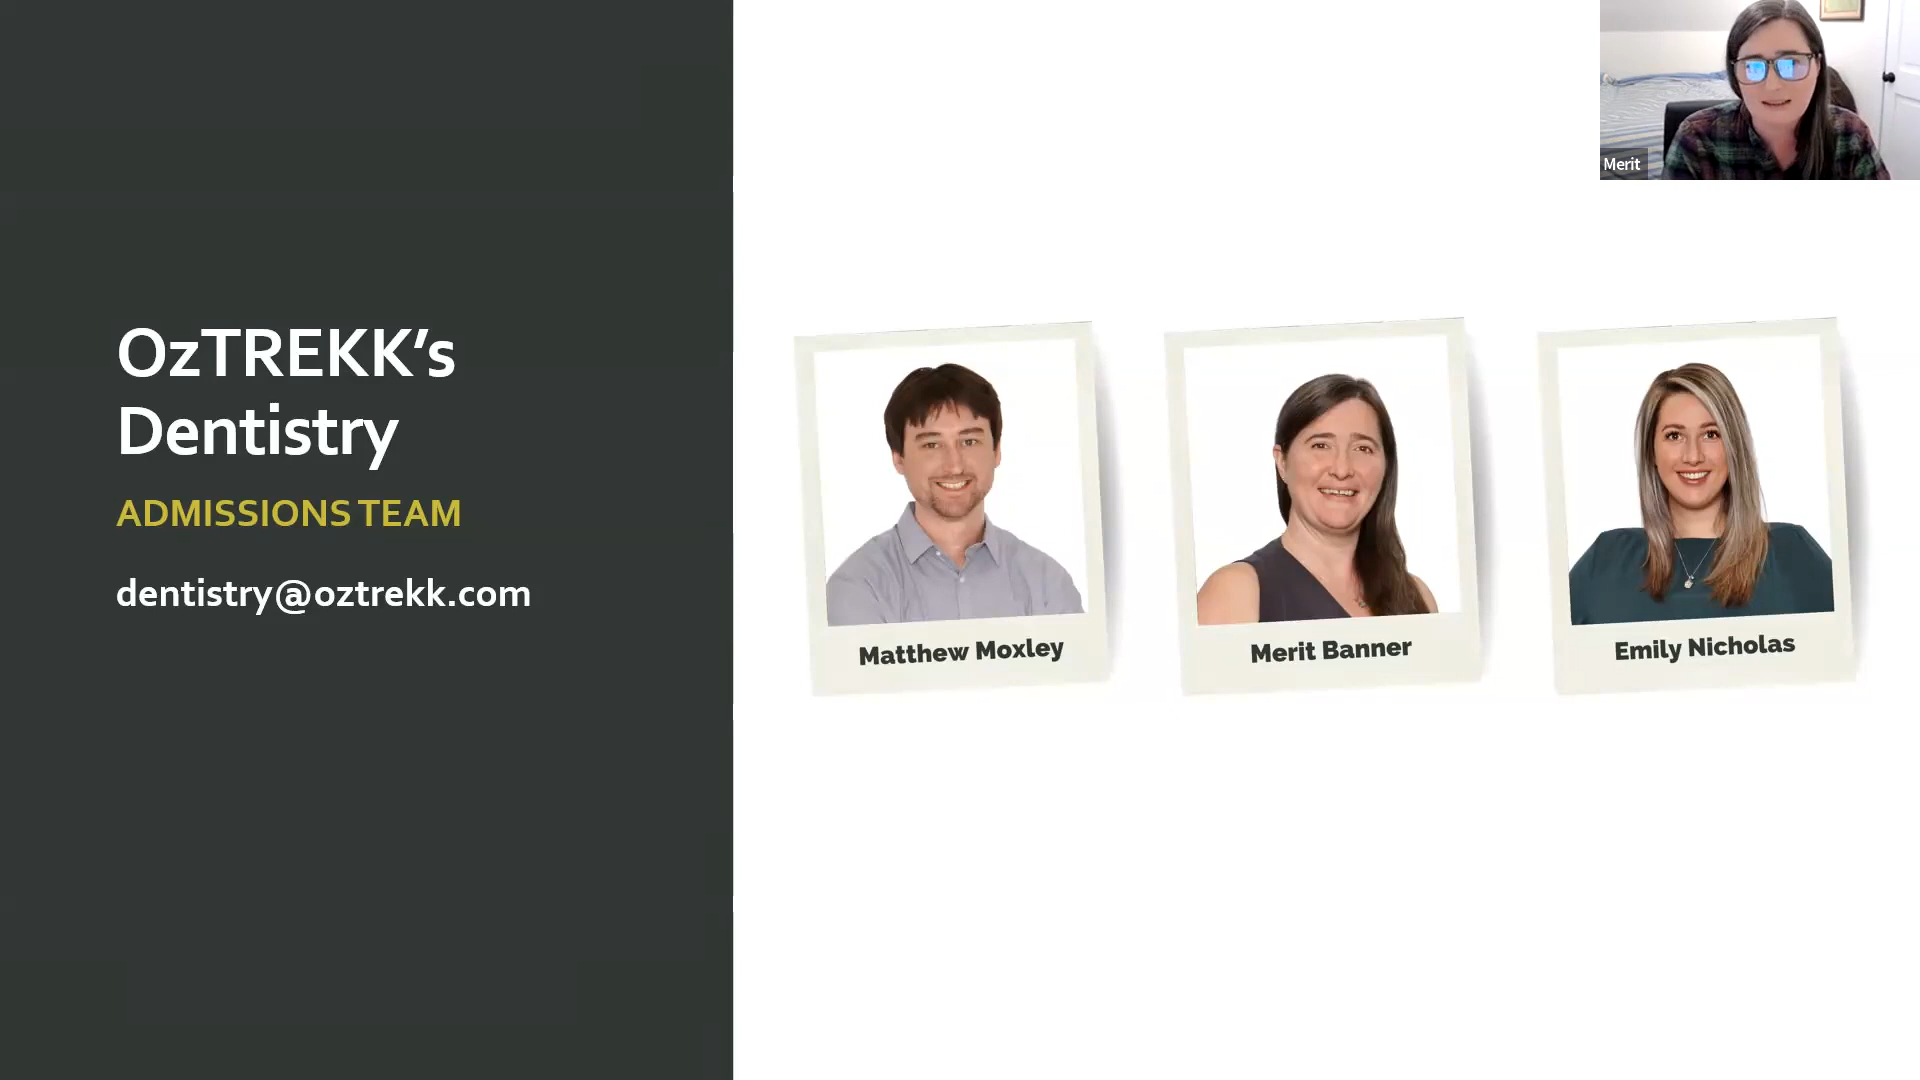 OzTREKK’s
Dentistry
ADMISSIONS TEAM
dentistry@oztrekk.com
Merit
Matthew Moxley
Merit Banner
Emily Nicholas